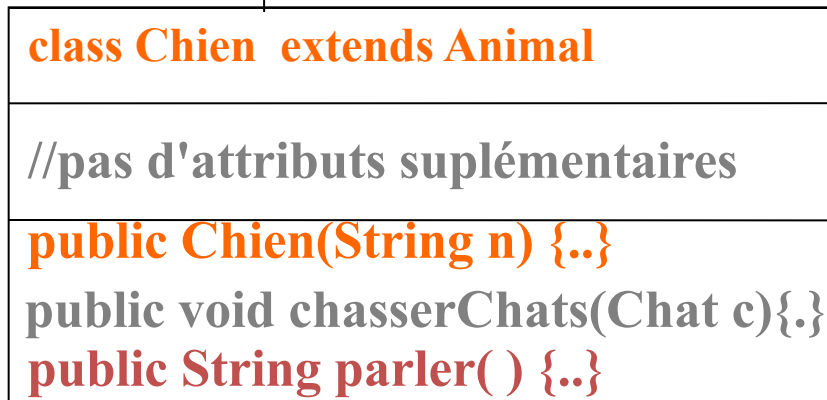 class Chien extends Animal
//pas d'attributs suplémentaires
public Chien(String n) {..}
public void chasserChats(Chat c){.}
public String parler( ) {..}